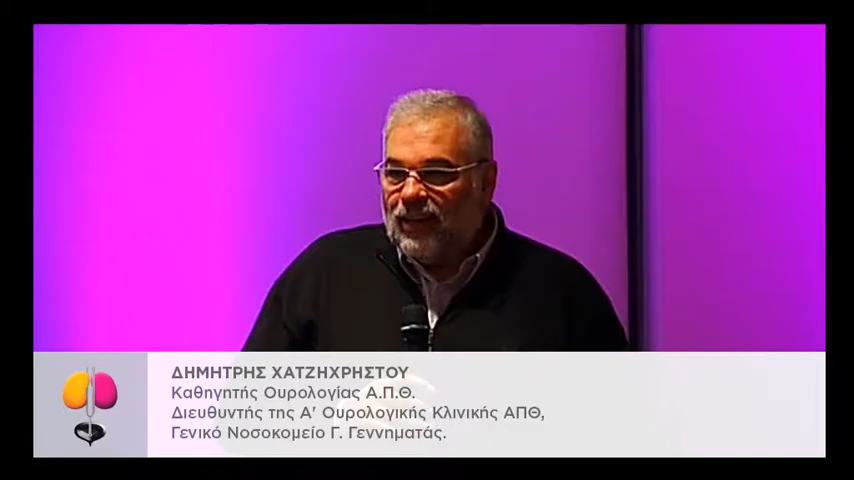 ΔΗΜΗΤΡΗΣ ΧΑΤΖΗΧΡΗΣΤΟΥ
Καθηγητής Ουρολογίας Α.Π.Θ.
Διευθυντής της Α' Ουρολογικής Κλινικής ΑΠΘ,
Γενικό Νοσοκομείο Γ. Γεννηματάς.